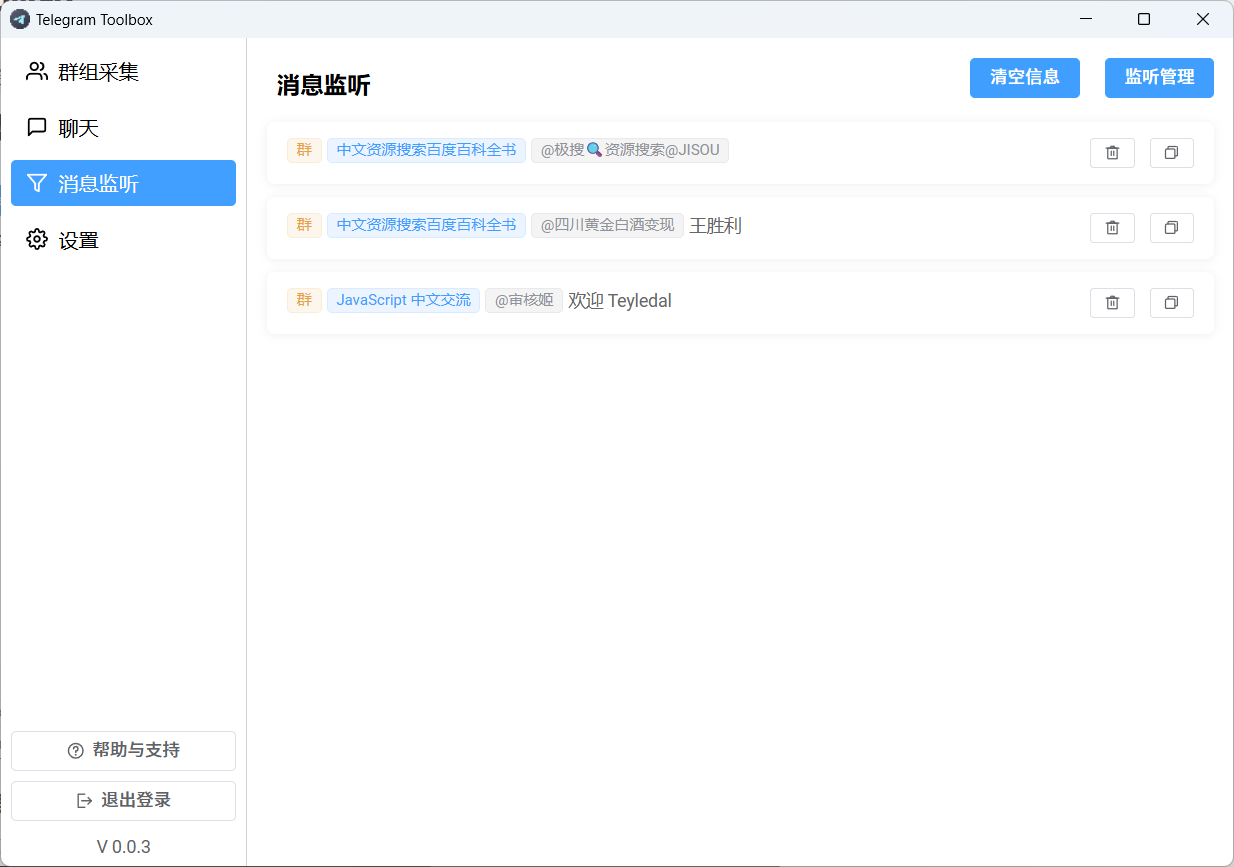 Telegram Toolbox
群组采集
聊天
消息监听
设置
帮助与支持
退出登录
V 0.0.3
消息监听
清空信息
监听管理
群 中文资源搜索百度百科全书 @极搜🔍资源搜索@JISOU
群 中文资源搜索百度百科全书 @四川黄金白酒变现 王胜利
群 JavaScript 中文交流 @审核姬 欢迎 Teyledal